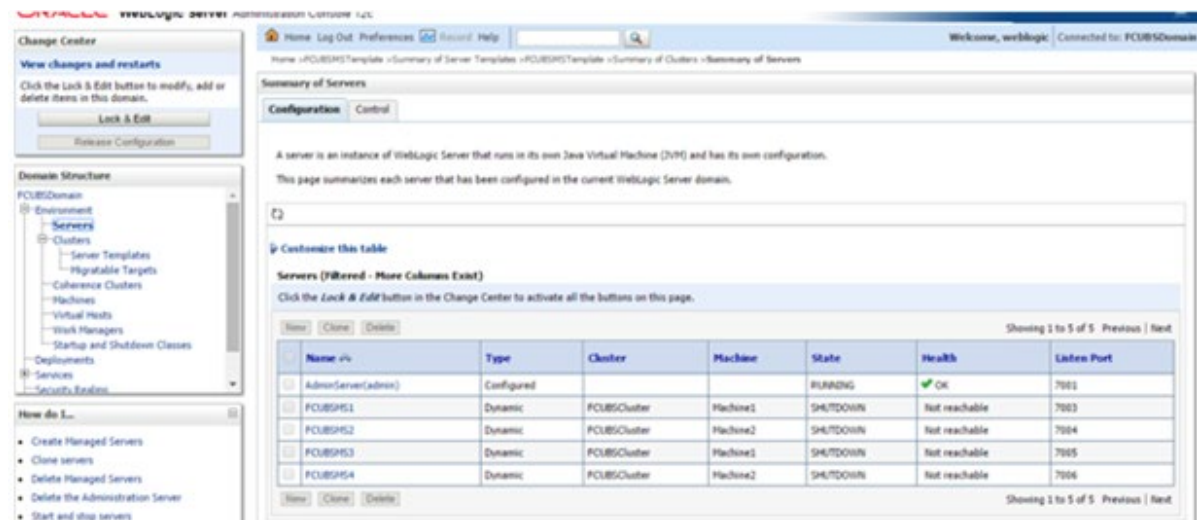 ORACLE WebLogic Server Administration Console 12c
Change Center
View changes and restarts
Click the Lock & Edit button to modify, add or
delete items in this domain.
Lock & Edit
Release Configuration
Domain Structure
FCUBSDomain
Environment
Servers
Clusters
Server Templates
Migratable Targets
Coherence Clusters
Machines
Virtual Hosts
Work Managers
Startup and Shutdown Classes
Deployments
Services
Security Realms
How do I...
Create Managed Servers
Clone servers
Delete Managed Servers
Delete the Administration Server
Start and stop servers
Home Log Out Preferences Record Help
Welcome, weblogic Connected to: FCUBSDomain
Home >FCUBSMSTemplate >Summary of Server Templates >FCUBSMSTemplate >Summary of Clusters >Summary of Servers
Summary of Servers
Configuration Control
A server is an instance of WebLogic Server that runs in its own Java Virtual Machine (JVM) and has its own configuration.
This page summarizes each server that has been configured in the current WebLogic Server domain.
Customize this table
Servers (Filtered - More Columns Exist)
Click the Lock & Edit button in the Change Center to activate all the buttons on this page.
New Clone Delete Showing 1 to 5 of 5 Previous | Next
Name Type Cluster Machine State Health Listen Port
AdminServer(admin) Configured RUNNING OK 7001
FCUBSMS1 Dynamic FCUBSCluster Machine1 SHUTDOWN Not reachable 7003
FCUBSMS2 Dynamic FCUBSCluster Machine2 SHUTDOWN Not reachable 7004
FCUBSMS3 Dynamic FCUBSCluster Machine1 SHUTDOWN Not reachable 7005
FCUBSMS4 Dynamic FCUBSCluster Machine2 SHUTDOWN Not reachable 7006
New Clone Delete Showing 1 to 5 of 5 Previous | Next